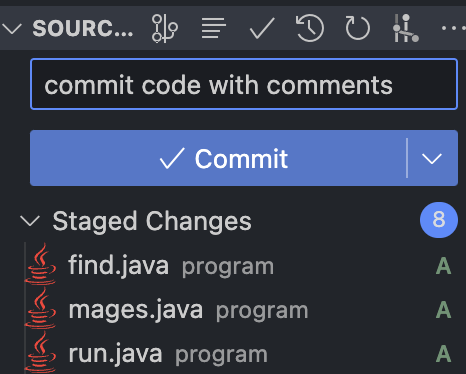 SOURC...
commit code with comments
Commit
Staged Changes 8
find.java program A
mages.java program A
run.java program A